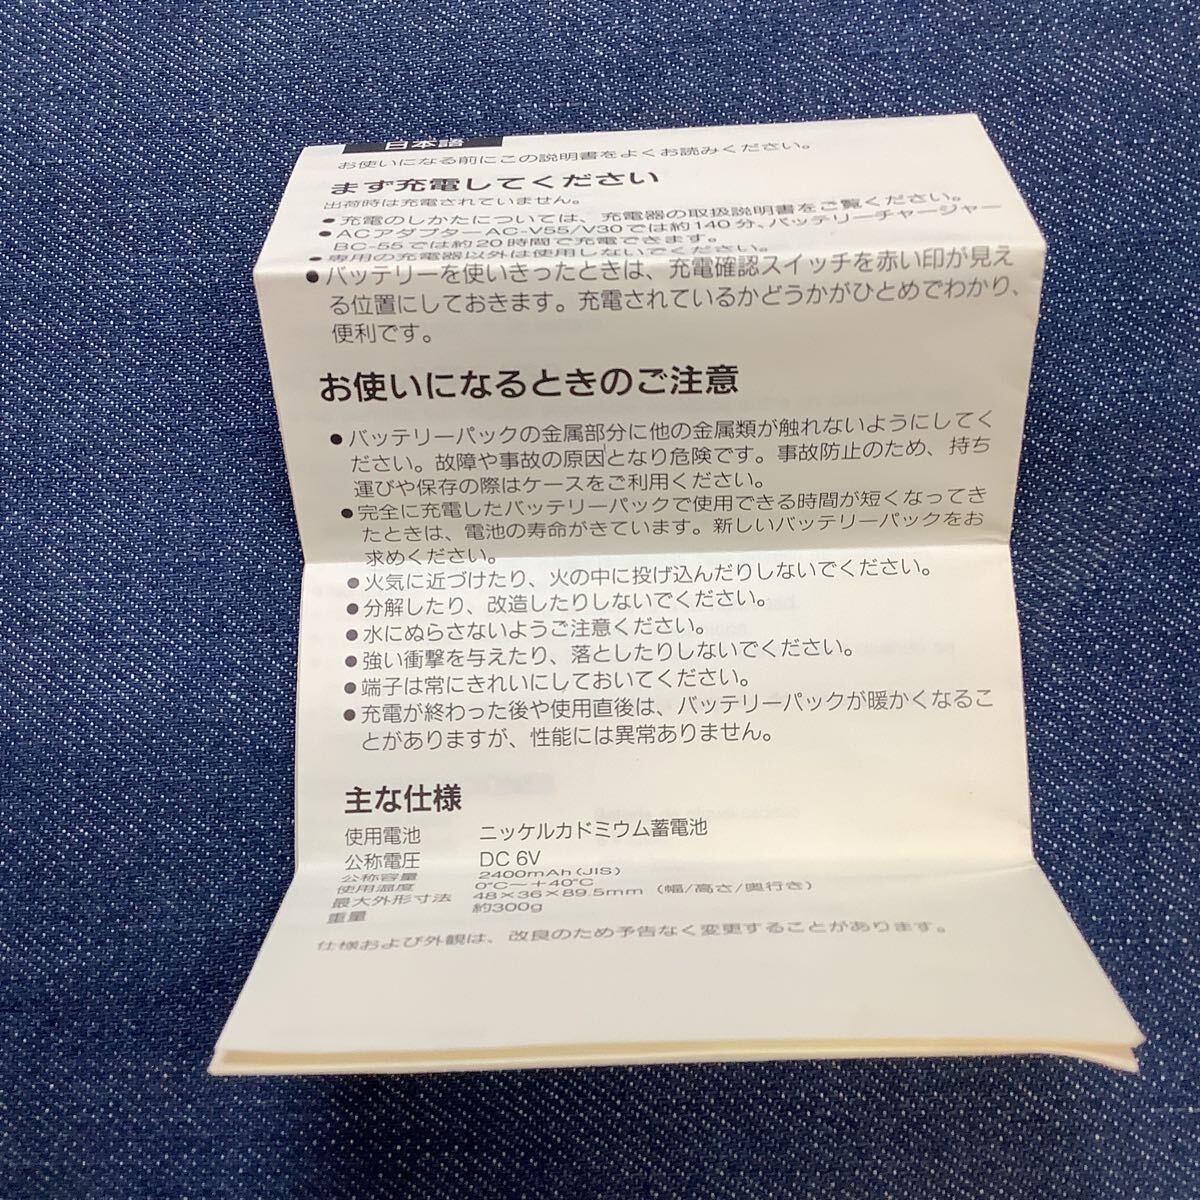 日本語
お使いになる前にこの説明書をよくお読みください。
まず充電してください
出荷時は充電されていません。
●充電のしかたについては、充電器の取扱説明書をご覧ください。
●ACアダプターAC-V55/V30では約140分、バッテリーチャージャー
BC-55では約20時間で充電できます。
●専用の充電器以外は使用しないでください。
●バッテリーを使いきったときは、充電確認スイッチを赤い印が見え
る位置にしておきます。充電されているかどうかがひとめでわかり、
便利です。
お使いになるときのご注意
●バッテリーパックの金属部分に他の金属類が触れないようにしてく
ださい。故障や事故の原因となり危険です。事故防止のため、持ち
運びや保存の際はケースをご利用ください。
●完全に充電したバッテリーパックで使用できる時間が短くなってき
たときは、電池の寿命がきています。新しいバッテリーパックをお
求めください。
●火気に近づけたり、火の中に投げ込んだりしないでください。
●分解したり、改造したりしないでください。
●水にぬらさないようご注意ください。
●強い衝撃を与えたり、落としたりしないでください。
●端子は常にきれいにしておいてください。
●充電が終わった後や使用直後は、バッテリーパックが暖かくなるこ
とがありますが、性能には異常ありません。
主な仕様
使用電池 ニッケルカドミウム蓄電池
公称電圧 DC 6V
公称容量 2400mAh(JIS)
使用温度 0℃〜+40℃
最大外形寸法 48×36×89.5mm (幅/高さ/奥行き)
重量 約300g
仕様および外観は、改良のため予告なく変更することがあります。